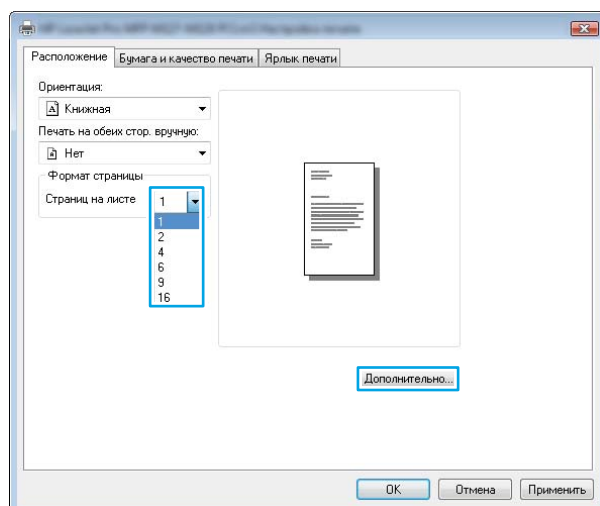 Расположение Бумага и качество печати Ярлык печати
Ориентация:
Книжная
Печать на обеих стор. вручную:
Нет
Формат страницы
Страниц на листе 1
1
2
4
6
9
16
Дополнительно...
OK Отмена Применить